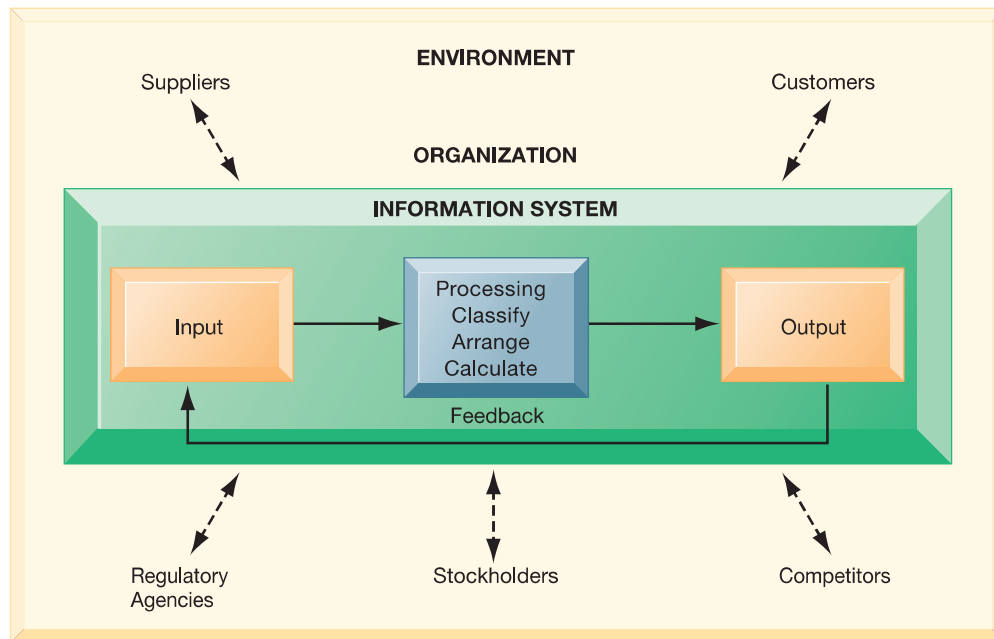 ENVIRONMENT
Suppliers
Customers
ORGANIZATION
INFORMATION SYSTEM
Input
Processing
Classify
Arrange
Calculate
Output
Feedback
Regulatory
Agencies
Stockholders
Competitors